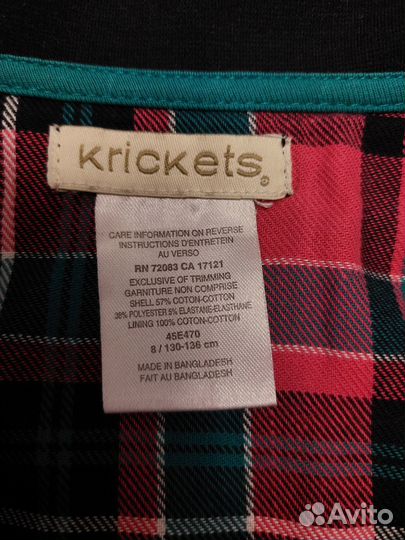 krickets®
CARE INFORMATION ON REVERSE
INSTRUCTIONS D'ENTRETEIN
AU VERSO
RN 72083 CA 17121
EXCLUSIVE OF TRIMMING
GARNITURE NON COMPRISE
SHELL 57% COTON-COTTON
38% POLYESTER 5% ELASTANE-ELASTHANNE
LINING 100% COTON-COTTON
45E470
8 / 130-136 cm
MADE IN BANGLADESH
FAIT AU BANGLADESH
Avito